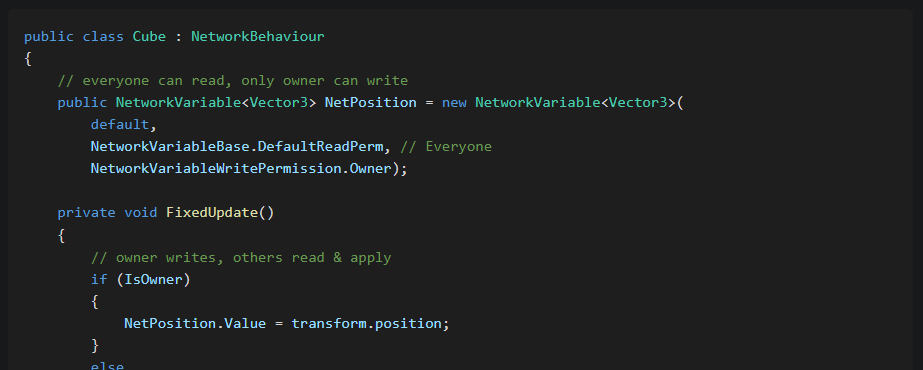 public class Cube : NetworkBehaviour
{
    // everyone can read, only owner can write
    public NetworkVariable<Vector3> NetPosition = new NetworkVariable<Vector3>(
        default,
        NetworkVariableBase.DefaultReadPerm, // Everyone
        NetworkVariableWritePermission.Owner);
    private void FixedUpdate()
    {
        // owner writes, others read & apply
        if (IsOwner)
        {
            NetPosition.Value = transform.position;
        }
        else